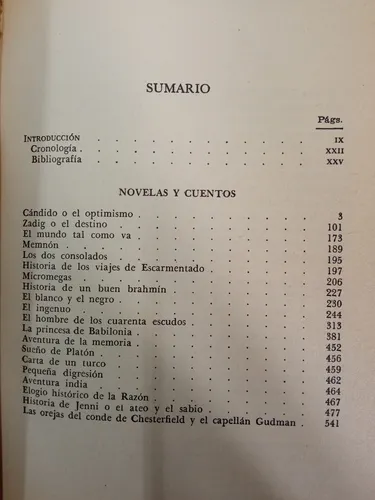 SUMARIO
Págs.
INTRODUCCIÓN . . . . . . . . . . . . IX
Cronología . . . . . . . . . . . . XXII
Bibliografía . . . . . . . . . . . . XXV
NOVELAS Y CUENTOS
Cándido o el optimismo . . . . . . . . . 3
Zadig o el destino . . . . . . . . . 101
El mundo tal como va . . . . . . . . . 173
Memnón . . . . . . . . . . . . 189
Los dos consolados . . . . . . . . . 195
Historia de los viajes de Escarmentado . . . . . . 197
Micromegas . . . . . . . . . . . 206
Historia de un buen brahmín . . . . . . . . 227
El blanco y el negro . . . . . . . . . 230
El ingenuo . . . . . . . . . . . 244
El hombre de los cuarenta escudos . . . . . . . 313
La princesa de Babilonia . . . . . . . . . 381
Aventura de la memoria . . . . . . . . . 452
Sueño de Platón . . . . . . . . . . 456
Carta de un turco . . . . . . . . . . 459
Pequeña digresión . . . . . . . . . . 462
Aventura india . . . . . . . . . . 464
Elogio histórico de la Razón . . . . . . . . 467
Historia de Jenni o el ateo y el sabio . . . . . . 477
Las orejas del conde de Chesterfield y el capellán Gudman . 541